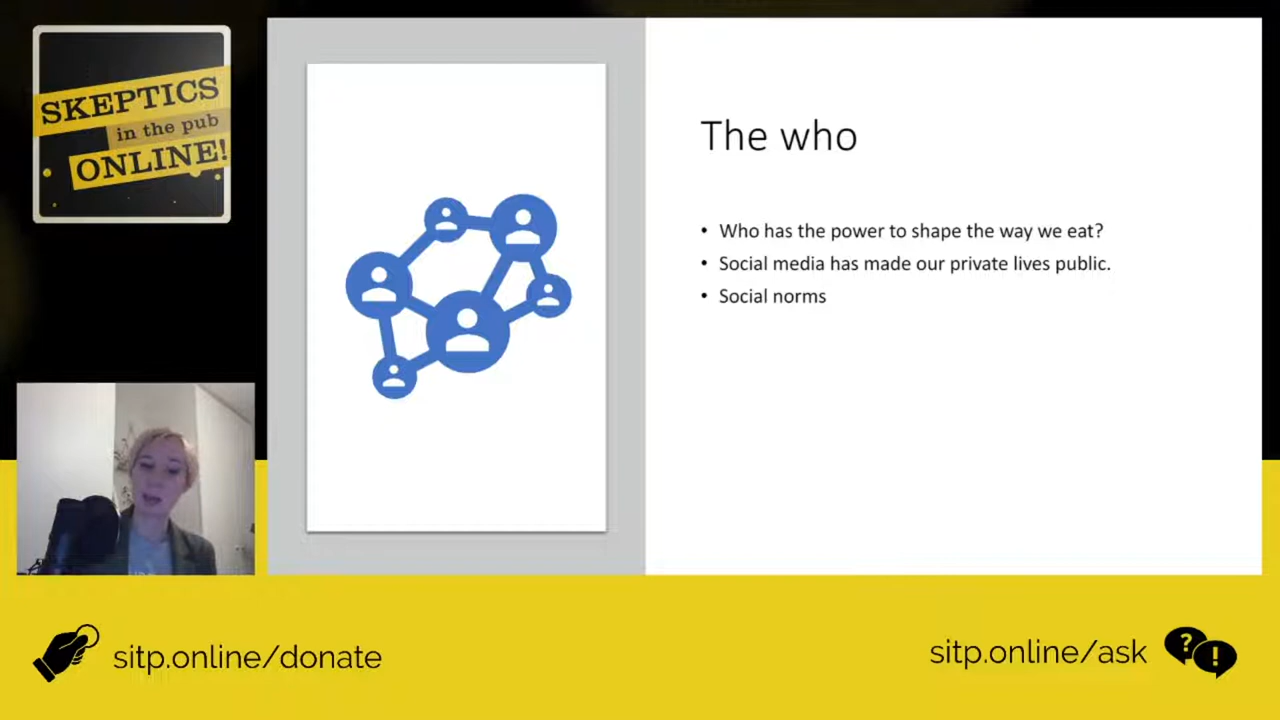 SKEPTICS
in the pub
ONLINE!
The who
• Who has the power to shape the way we eat?
• Social media has made our private lives public.
• Social norms
sitp.online/donate
sitp.online/ask
?
!